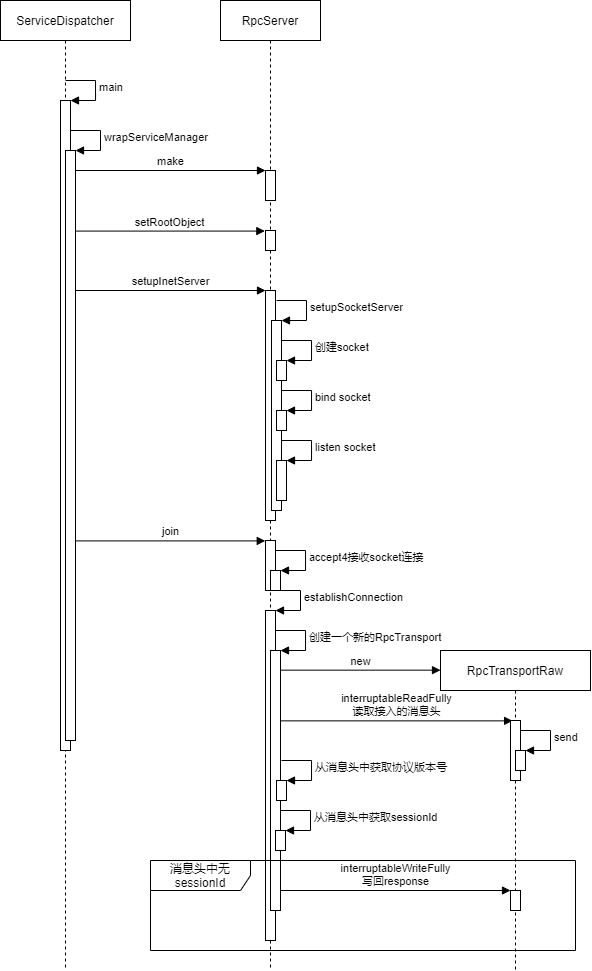 ServiceDispatcher
RpcServer
main
wrapServiceManager
make
setRootObject
setupInetServer
setupSocketServer
创建socket
bind socket
listen socket
join
accept4接收socket连接
establishConnection
创建一个新的RpcTransport
new
RpcTransportRaw
interruptableReadFully
读取接入的消息头
send
从消息头中获取协议版本号
从消息头中获取sessionId
消息头中无
sessionId
interruptableWriteFully
写回response